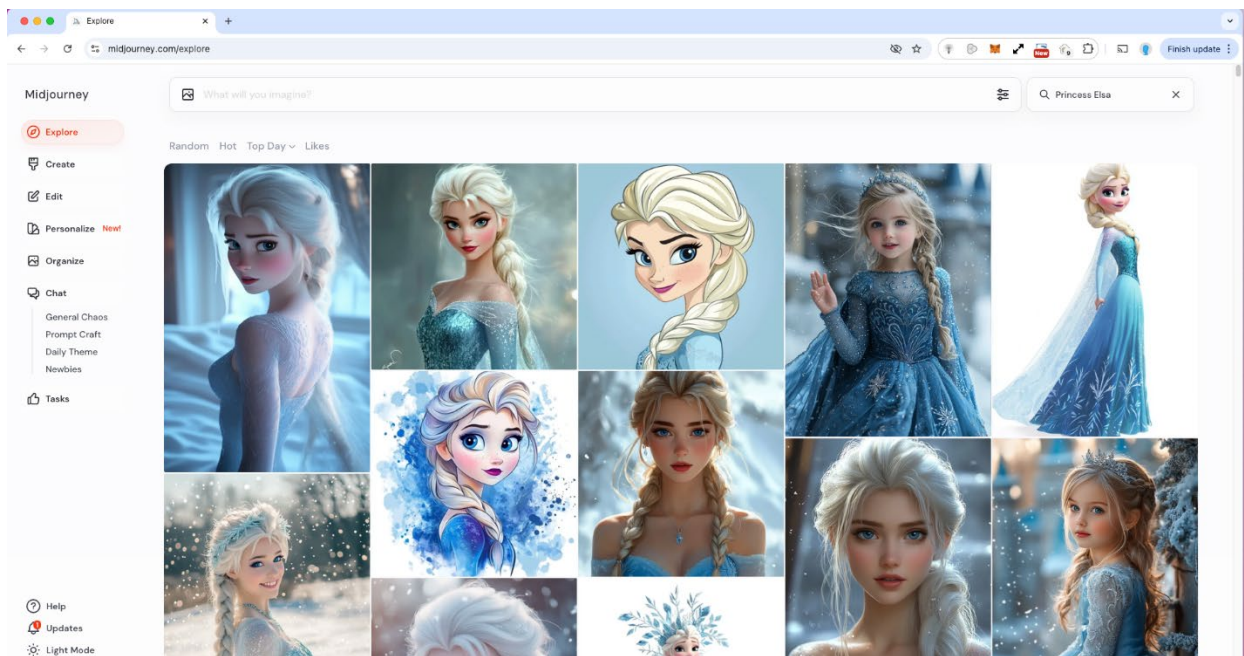 Explore
midjourney.com/explore
New
Finish update
Midjourney
What will you imagine?
Princess Elsa
Explore
Random Hot Top Day Likes
Create
Edit
Personalize New!
Organize
Chat
General Chaos
Prompt Craft
Daily Theme
Newbies
Tasks
Help
Updates
Light Mode